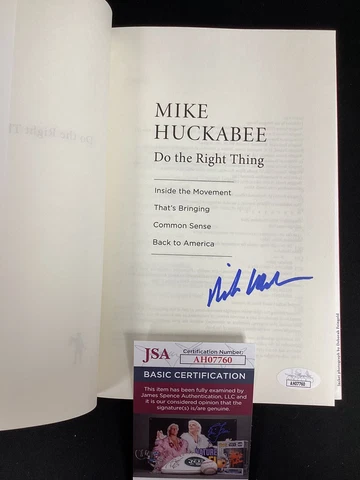 MIKE
HUCKABEE
Do the Right Thing
Inside the Movement
That's Bringing
Common Sense
Back to America
JSA
Certification Number:
AH07760
BASIC CERTIFICATION
This item has been fully examined by
James Spence Authentication, LLC and
it is our considered opinion that the
signature(s) is/are genuine.
AH07760